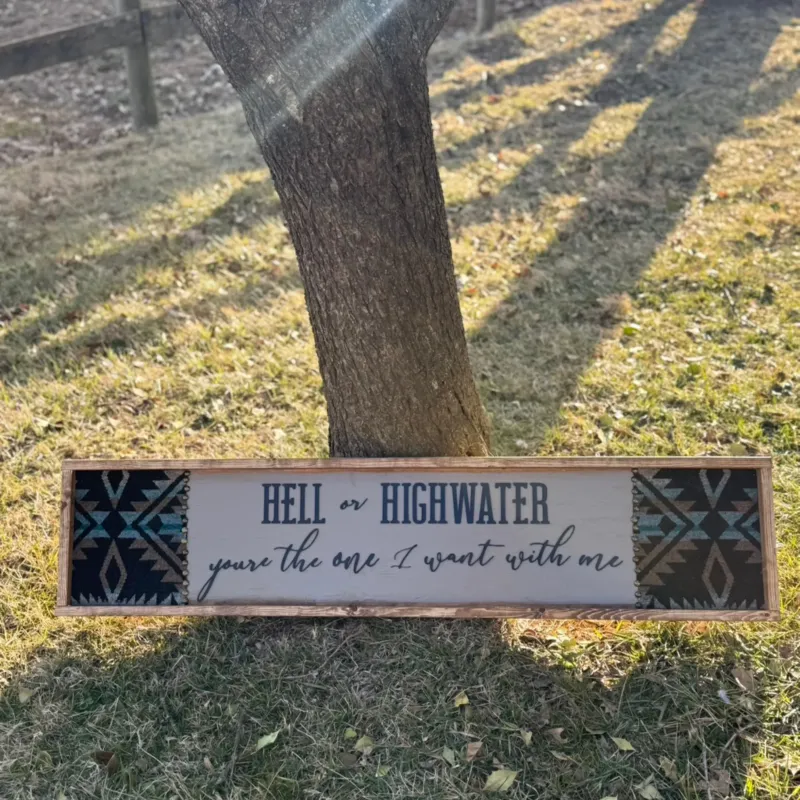 HELL or HIGHWATER
youre the one I want with me